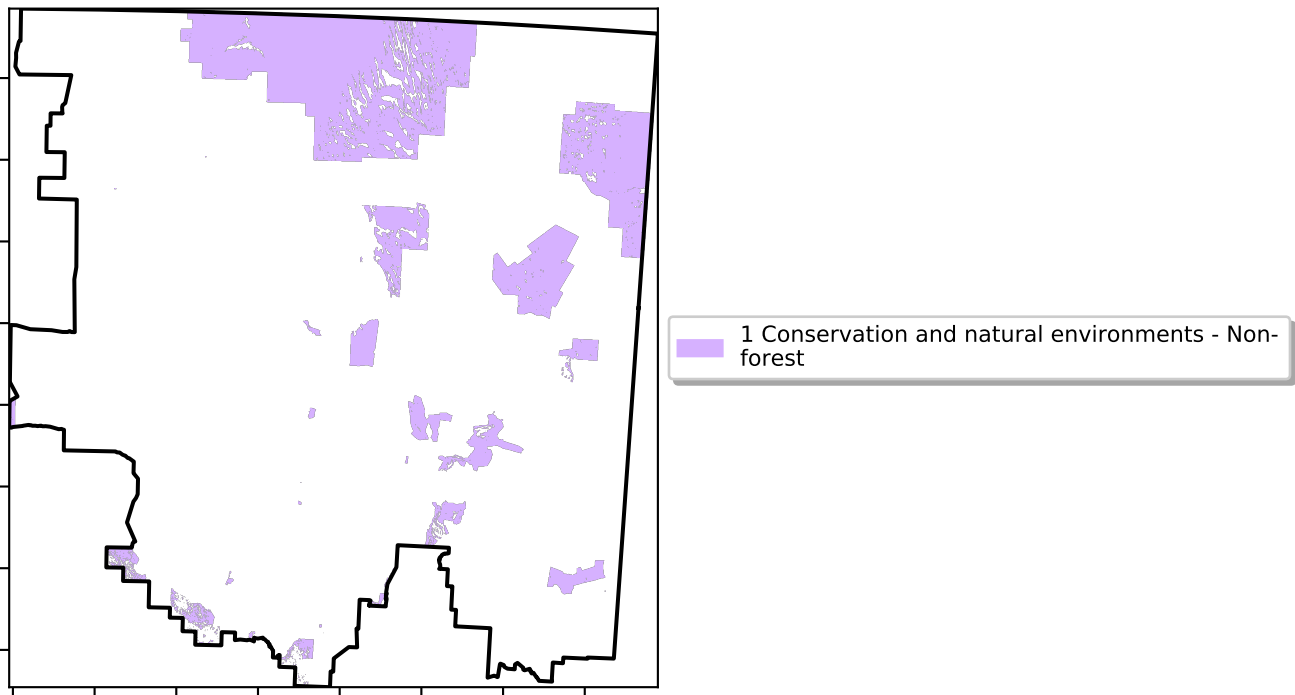 1 Conservation and natural environments - Non-
forest